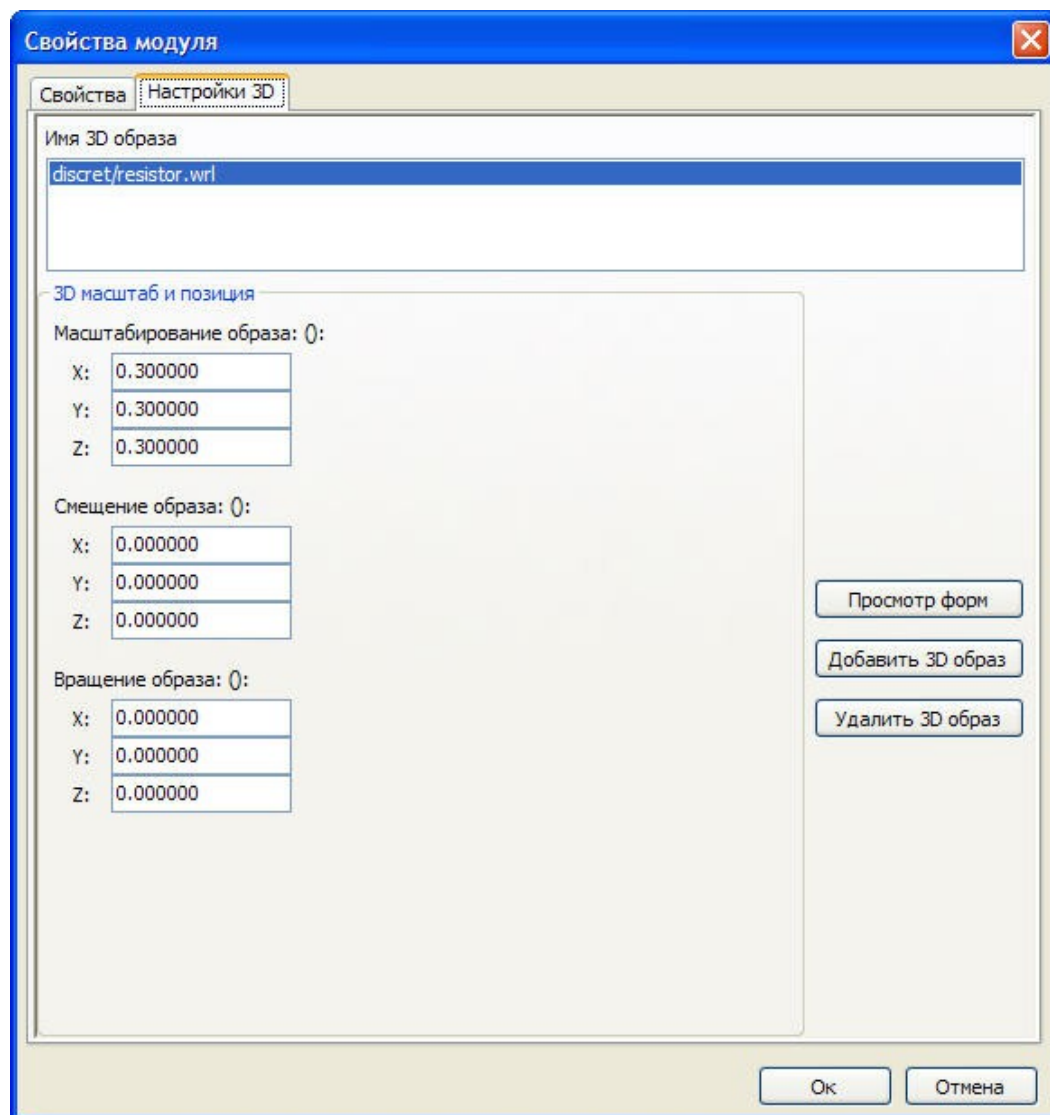 Свойства модуля
Свойства
Настройки 3D
Имя 3D образа
discret/resistor.wrl
3D масштаб и позиция
Масштабирование образа: ():
X: 0.300000
Y: 0.300000
Z: 0.300000
Смещение образа: ():
X: 0.000000
Y: 0.000000
Z: 0.000000
Вращение образа: ():
X: 0.000000
Y: 0.000000
Z: 0.000000
Просмотр форм
Добавить 3D образ
Удалить 3D образ
Ок
Отмена